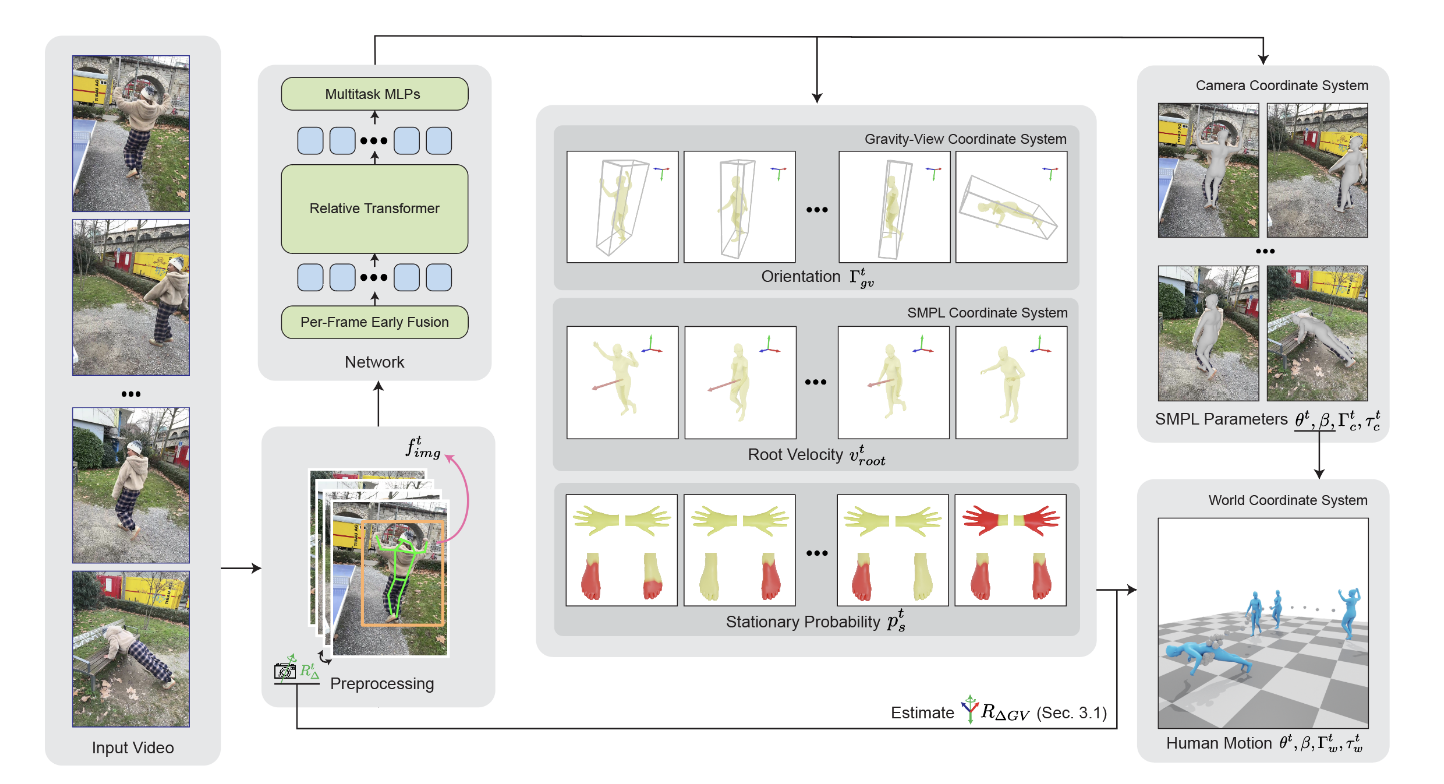 Input Video
Multitask MLPs
Relative Transformer
Per-Frame Early Fusion
Network
$f^t_{img}$
$R^t_\Delta$
Preprocessing
Gravity-View Coordinate System
Orientation $\Gamma^t_{gv}$
SMPL Coordinate System
Root Velocity $v^t_{root}$
Stationary Probability $p^t_s$
Estimate $R_{\Delta GV}$ (Sec. 3.1)
Camera Coordinate System
SMPL Parameters $\theta^t, \beta, \Gamma^t_c, \tau^t_c$
World Coordinate System
Human Motion $\theta^t, \beta, \Gamma^t_w, \tau^t_w$